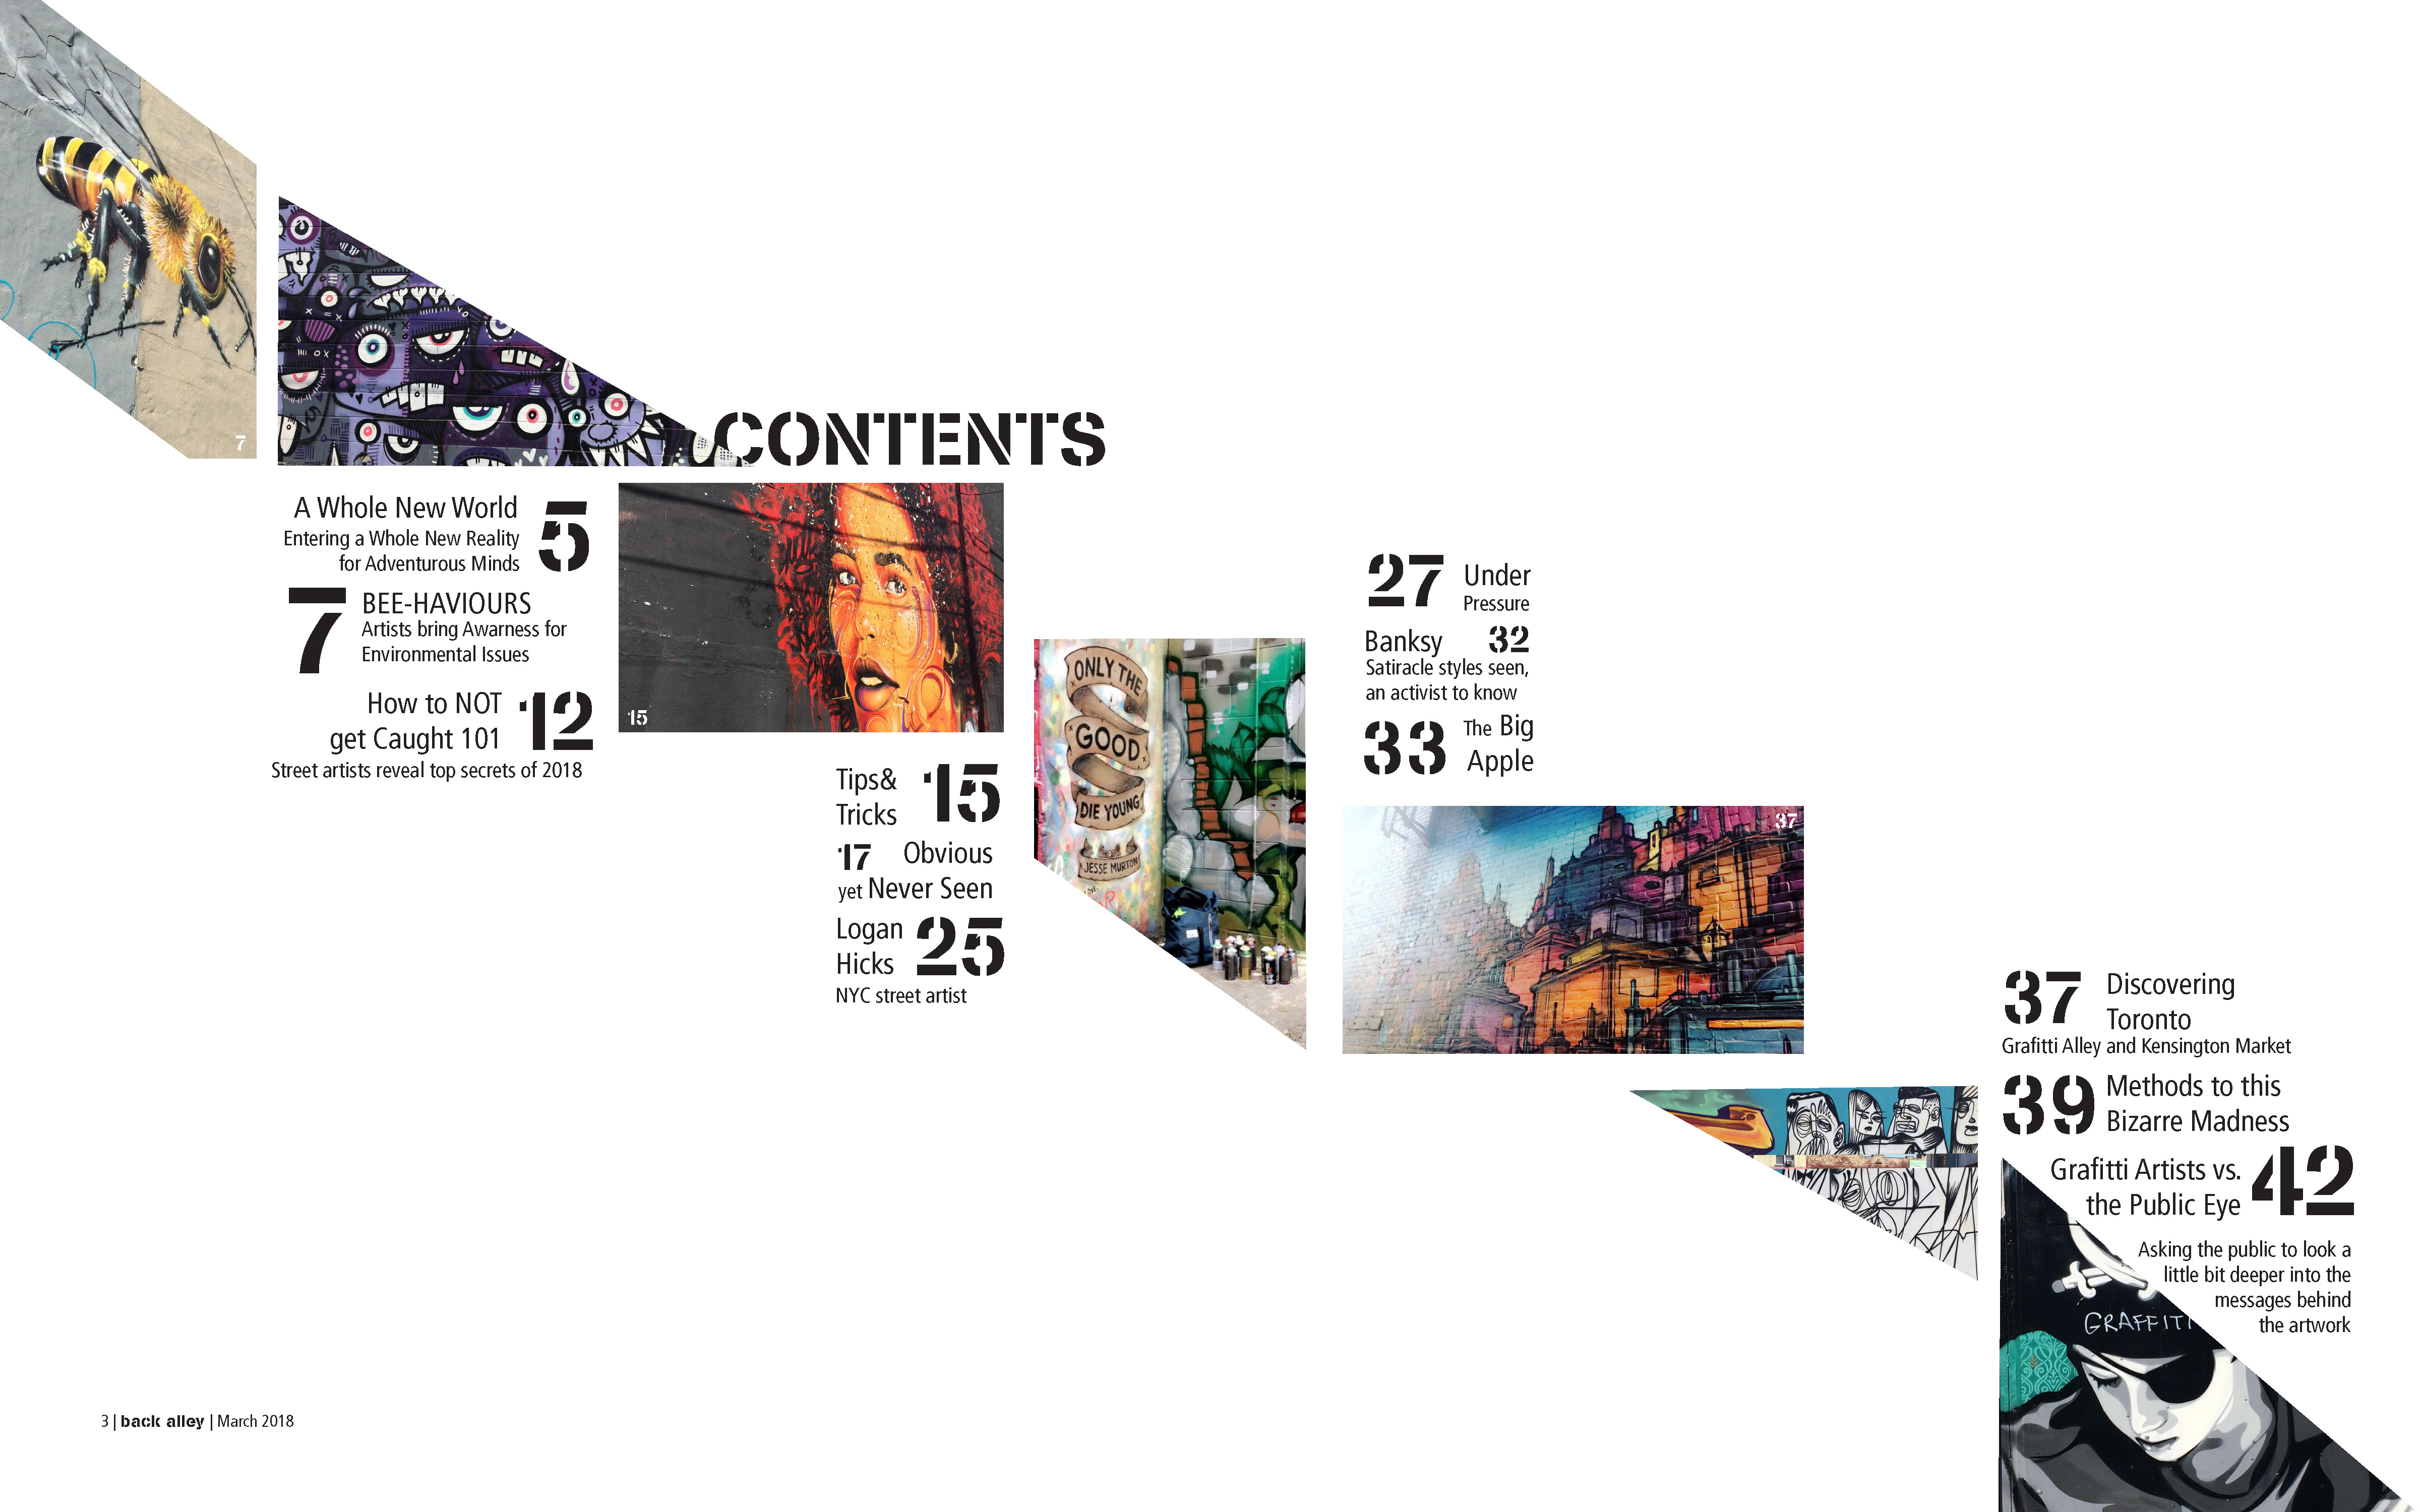 7
CONTENTS
A Whole New World 5
Entering a Whole New Reality
for Adventurous Minds
7 BEE-HAVIOURS
Artists bring Awarness for
Environmental Issues
How to NOT
get Caught 101 12
Street artists reveal top secrets of 2018
15
Tips&
Tricks 15
17 Obvious
yet Never Seen
Logan
Hicks 25
NYC street artist
ONLY THE
GOOD
DIE YOUNG
JESSE MURTON
27 Under
Pressure
Banksy 32
Satiracle styles seen,
an activist to know
33 The Big
Apple
37
37 Discovering
Toronto
Grafitti Alley and Kensington Market
39 Methods to this
Bizarre Madness
Grafitti Artists vs.
the Public Eye 42
Asking the public to look a
little bit deeper into the
messages behind
the artwork
GRAFFITI
3 | back alley | March 2018